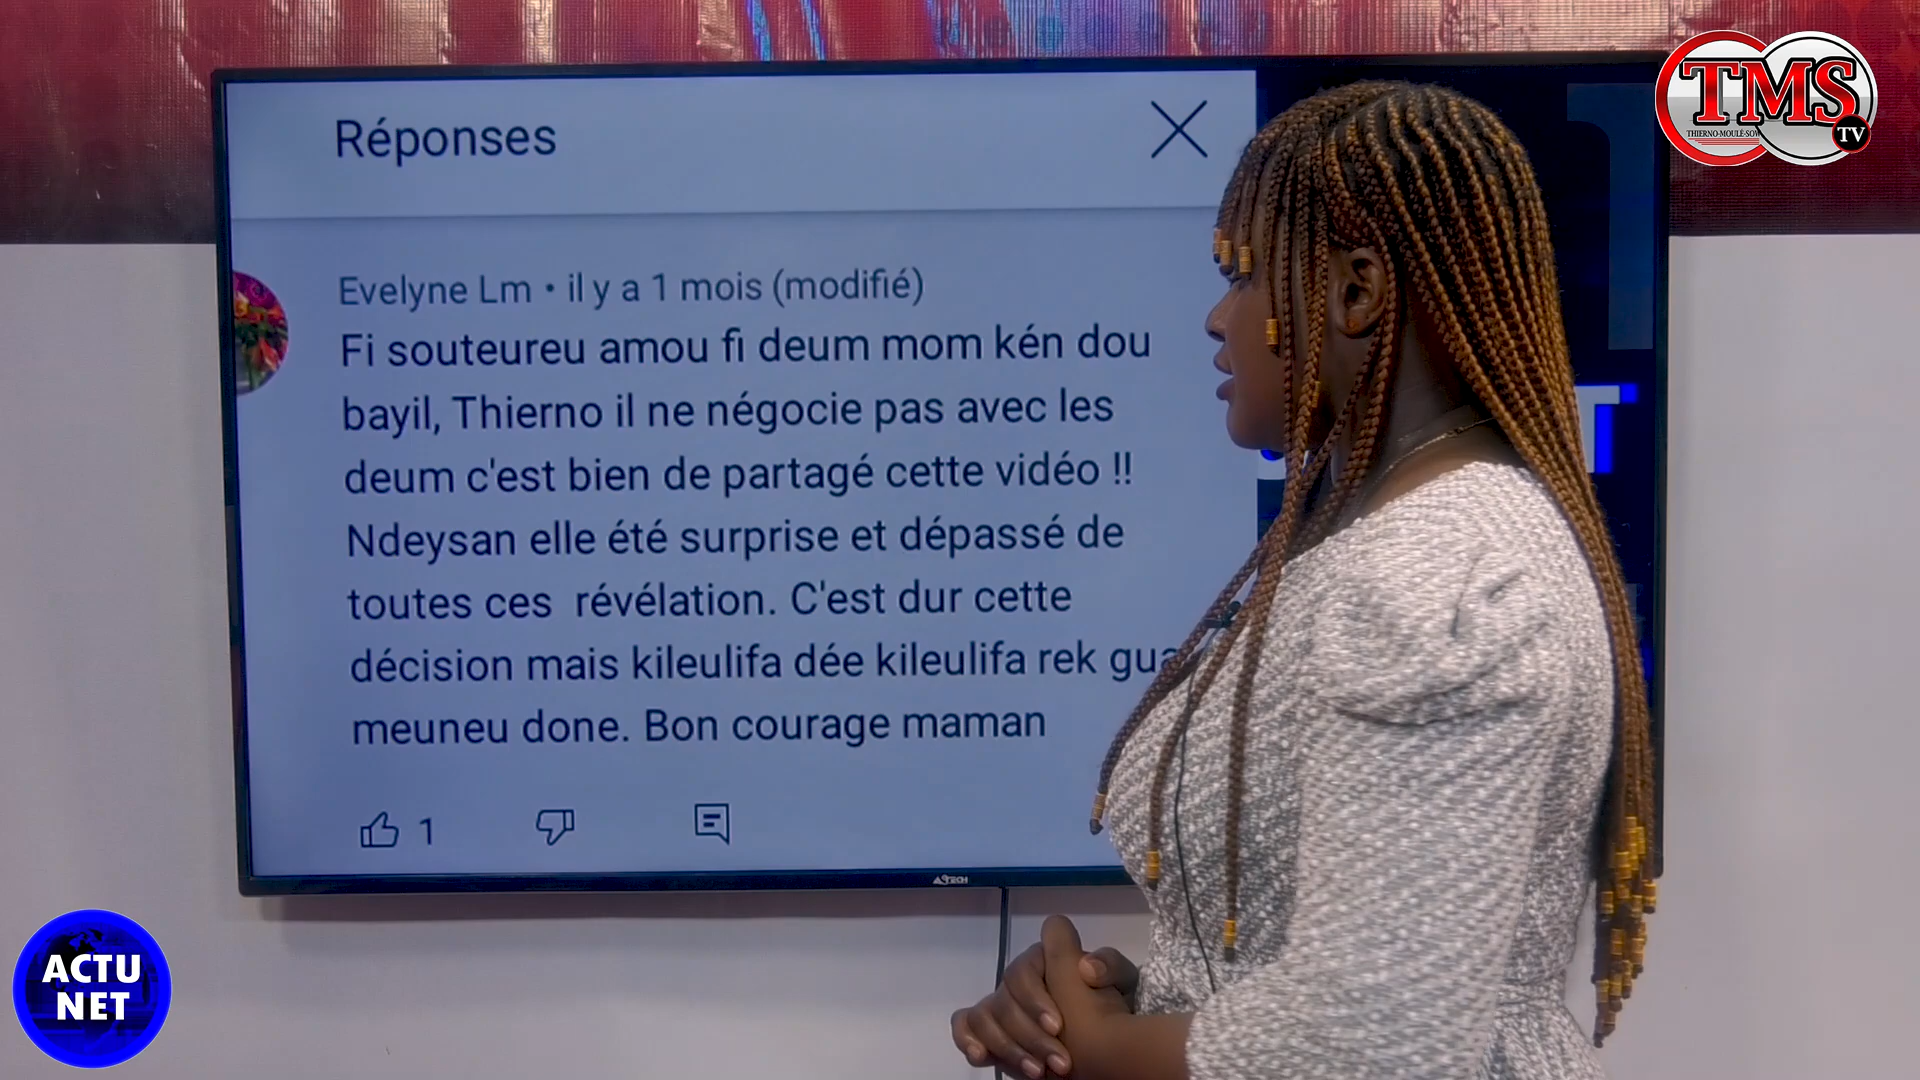 Réponses
Evelyne Lm • il y a 1 mois (modifié)
Fi souteureu amou fi deum mom kén dou
bayil, Thierno il ne négocie pas avec les
deum c'est bien de partagé cette vidéo !!
Ndeysan elle été surprise et dépassé de
toutes ces révélation. C'est dur cette
décision mais kileulifa dée kileulifa rek
meuneu done. Bon courage maman
1
TMS
THIERNO-MOULÉ-SOW
TV
T
ACTU
NET